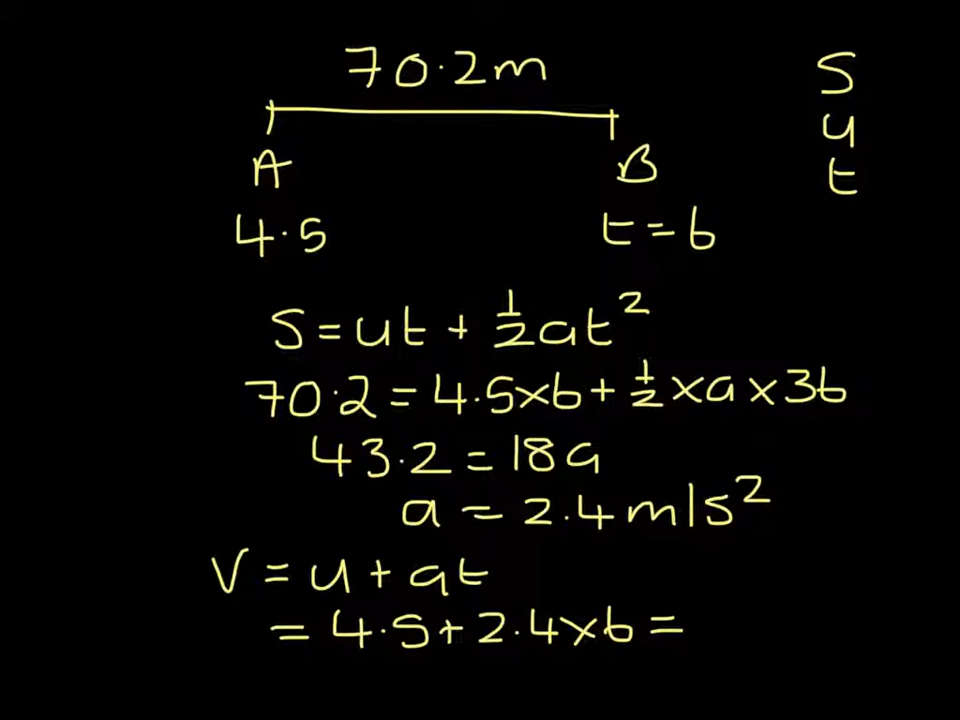 70.2m
S
u
t
A
B
4.5
t = 6
S = ut + ½at²
70.2 = 4.5×6 + ½ × a × 36
43.2 = 18a
a = 2.4 m/s²
V = u + at
= 4.5 + 2.4×6 =